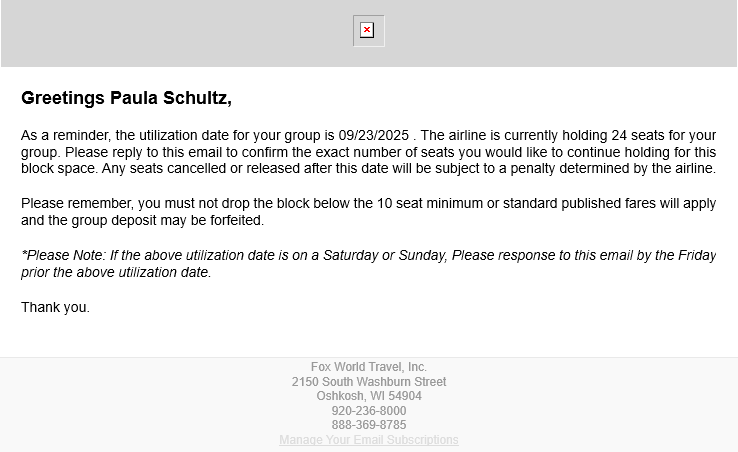 Greetings Paula Schultz,
As a reminder, the utilization date for your group is 09/23/2025 . The airline is currently holding 24 seats for your
group. Please reply to this email to confirm the exact number of seats you would like to continue holding for this
block space. Any seats cancelled or released after this date will be subject to a penalty determined by the airline.
Please remember, you must not drop the block below the 10 seat minimum or standard published fares will apply
and the group deposit may be forfeited.
*Please Note: If the above utilization date is on a Saturday or Sunday, Please response to this email by the Friday
prior the above utilization date.
Thank you.
Fox World Travel, Inc.
2150 South Washburn Street
Oshkosh, WI 54904
920-236-8000
888-369-8785
Manage Your Email Subscriptions